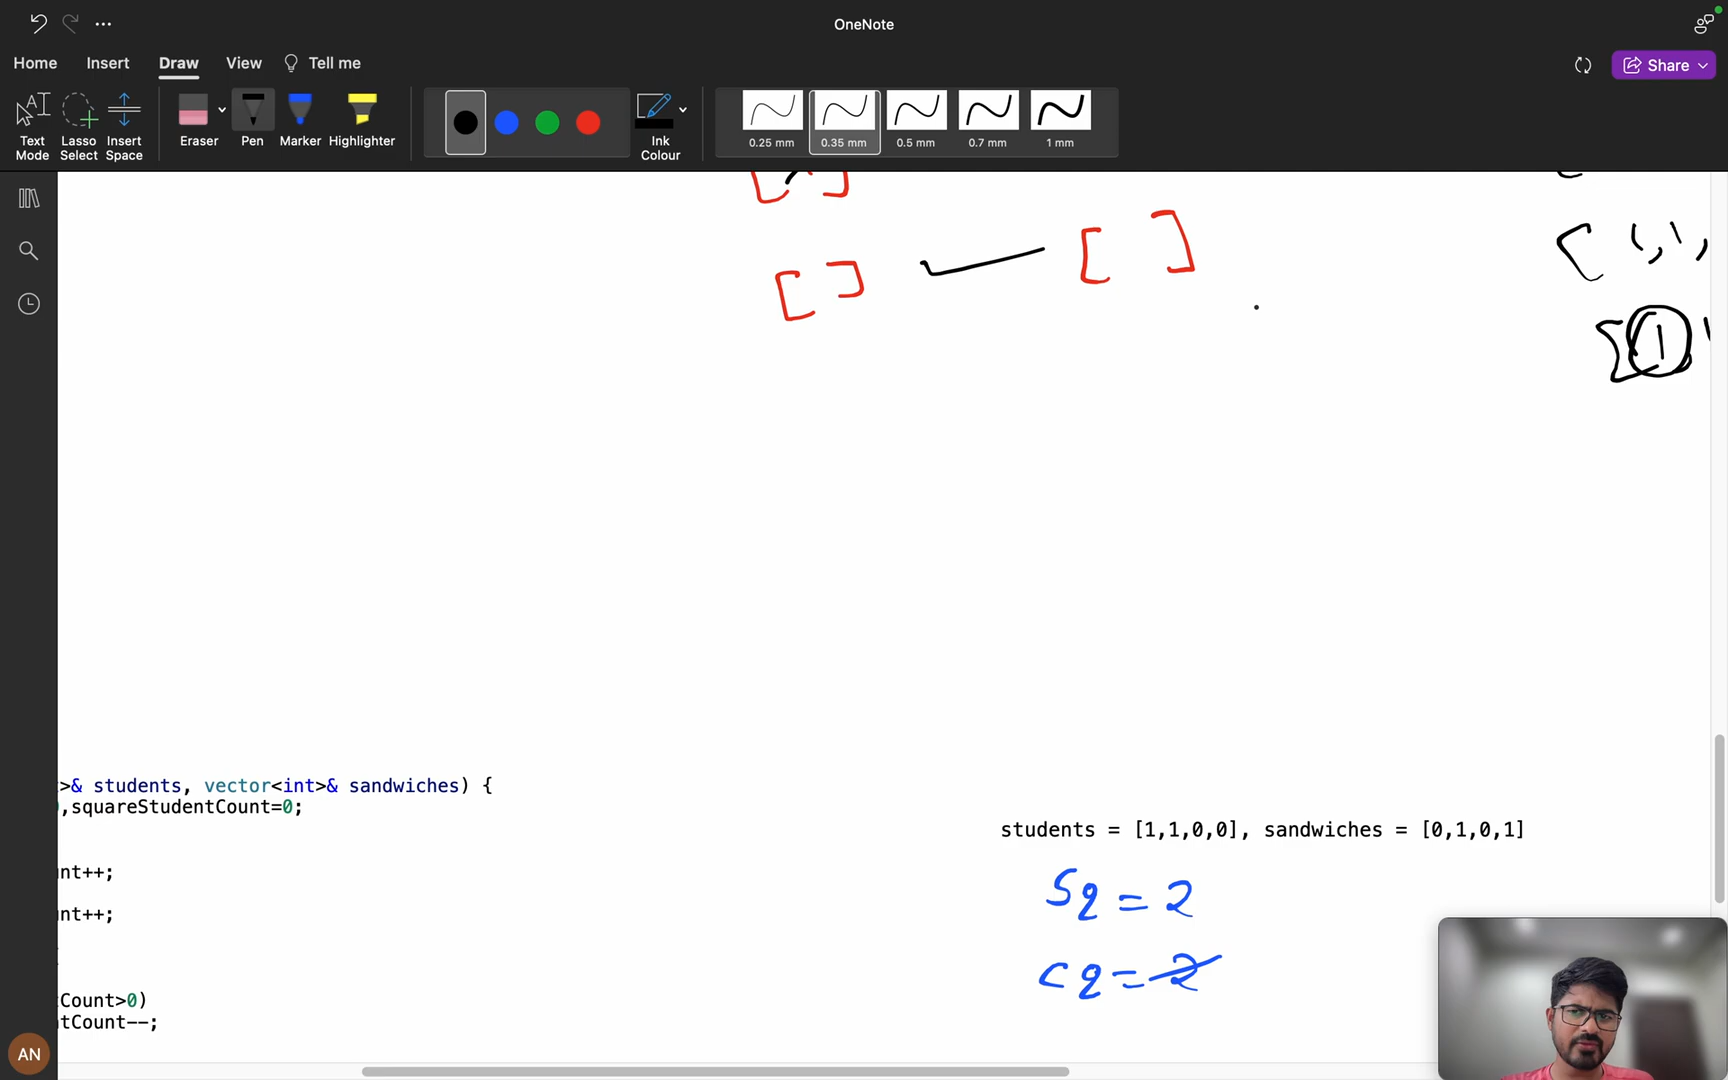 OneNote
Home Insert Draw View Tell me
Share
Text Mode
Lasso Select
Insert Space
Eraser
Pen
Marker
Highlighter
Ink Colour
0.25 mm
0.35 mm
0.5 mm
0.7 mm
1 mm
[ ] [ ]
1
>& students, vector<int>& sandwiches) {
,squareStudentCount=0;
students = [1,1,0,0], sandwiches = [0,1,0,1]
nt++;
Sq = 2
nt++;
Cq = 2
Count>0)
tCount--;
AN